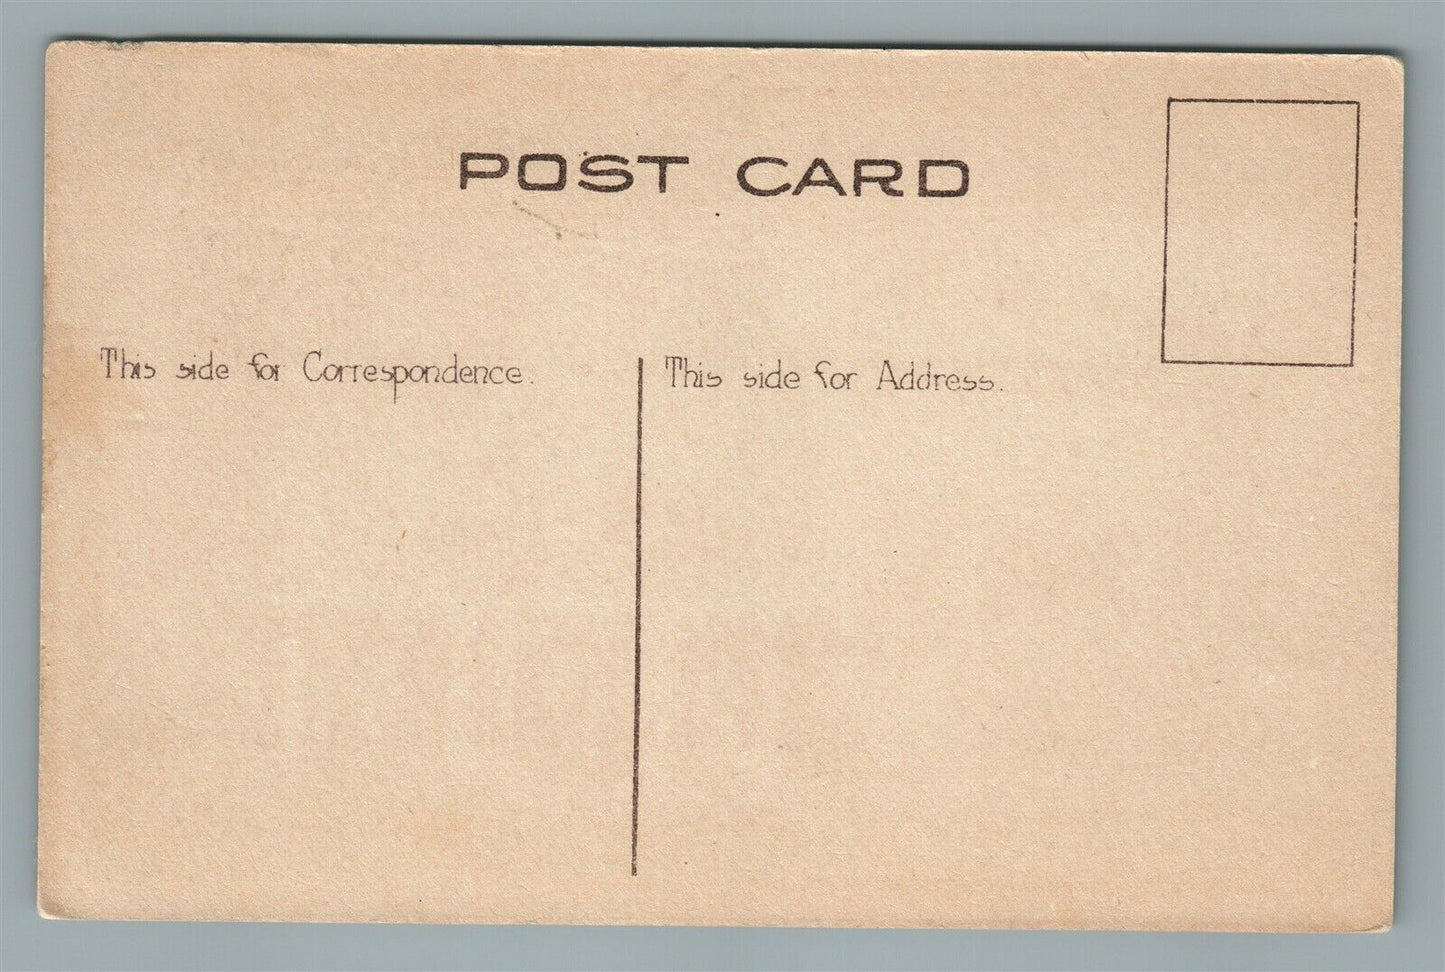 POST CARD
This side for Correspondence.
This side for Address.